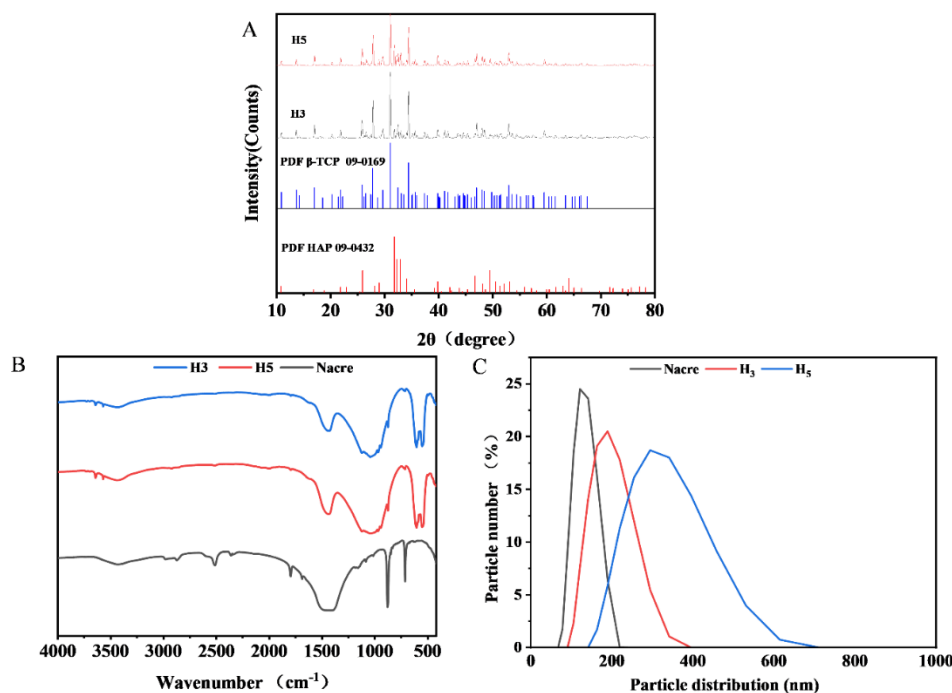 A
H5
H3
PDF β-TCP 09-0169
PDF HAP 09-0432
Intensity(Counts)
10 20 30 40 50 60 70 80
2θ（degree）
B
H3 H5 Nacre
4000 3500 3000 2500 2000 1500 1000 500
Wavenumber （cm⁻¹）
C
Nacre H₃ H₅
25
20
15
10
5
0
Particle number （%）
0 200 400 600 800 1000
Particle distribution (nm)